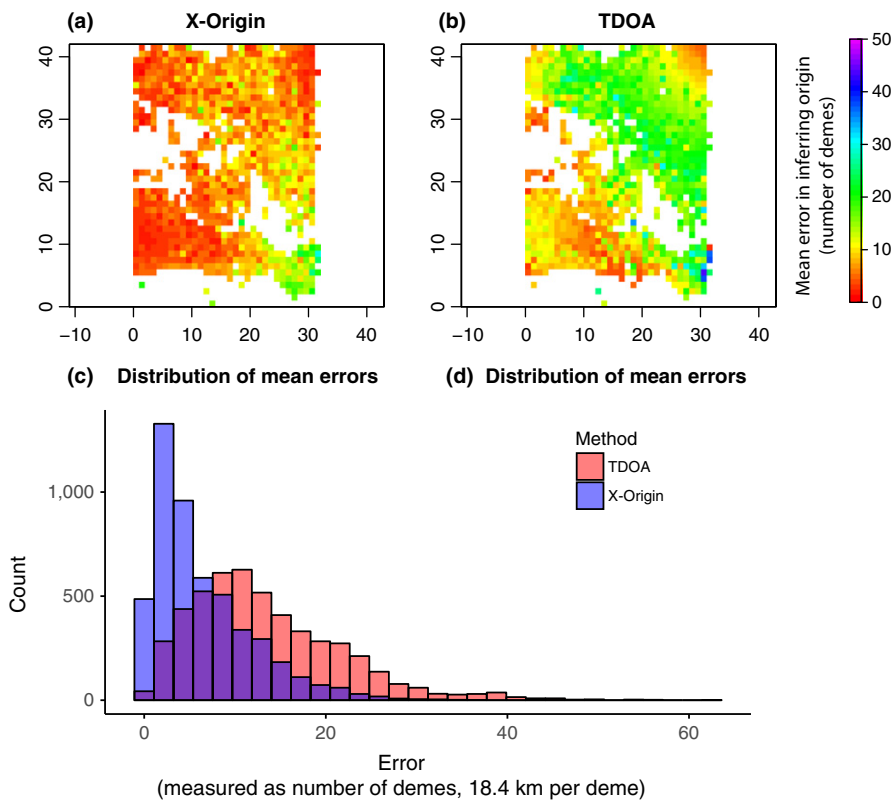 (a) X-Origin
(b) TDOA
40
30
20
10
0
−10 0 10 20 30 40
40
30
20
10
0
−10 0 10 20 30 40
Mean error in inferring origin
(number of demes)
50
40
30
20
10
0
(c) Distribution of mean errors
(d) Distribution of mean errors
Count
1,000
500
0
0 20 40 60
Method
TDOA
X-Origin
Error
(measured as number of demes, 18.4 km per deme)